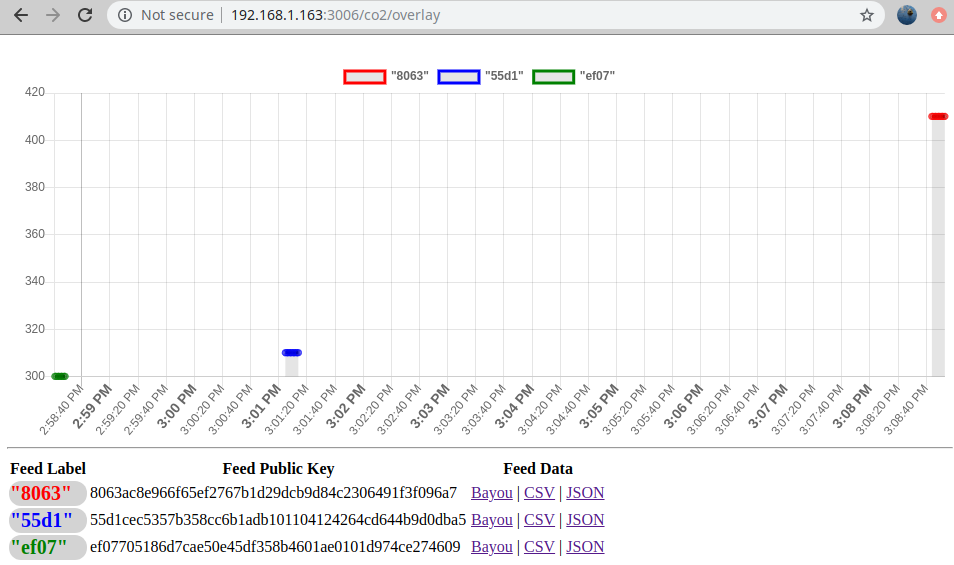 Not secure 192.168.1.163:3006/co2/overlay
"8063" "55d1" "ef07"
420
400
380
360
340
320
300
2:58:40 PM 2:59 PM 2:59:20 PM 2:59:40 PM 3:00 PM 3:00:20 PM 3:00:40 PM 3:01 PM 3:01:20 PM 3:01:40 PM 3:02 PM 3:02:20 PM 3:02:40 PM 3:03 PM 3:03:20 PM 3:03:40 PM 3:04 PM 3:04:20 PM 3:04:40 PM 3:05 PM 3:05:20 PM 3:05:40 PM 3:06 PM 3:06:20 PM 3:06:40 PM 3:07 PM 3:07:20 PM 3:07:40 PM 3:08 PM 3:08:20 PM 3:08:40 PM
Feed Label Feed Public Key Feed Data
"8063" 8063ac8e966f65ef2767b1d29dcb9d84c2306491f3f096a7 Bayou | CSV | JSON
"55d1" 55d1cec5357b358cc6b1adb101104124264cd644b9d0dba5 Bayou | CSV | JSON
"ef07" ef07705186d7cae50e45df358b4601ae0101d974ce274609 Bayou | CSV | JSON